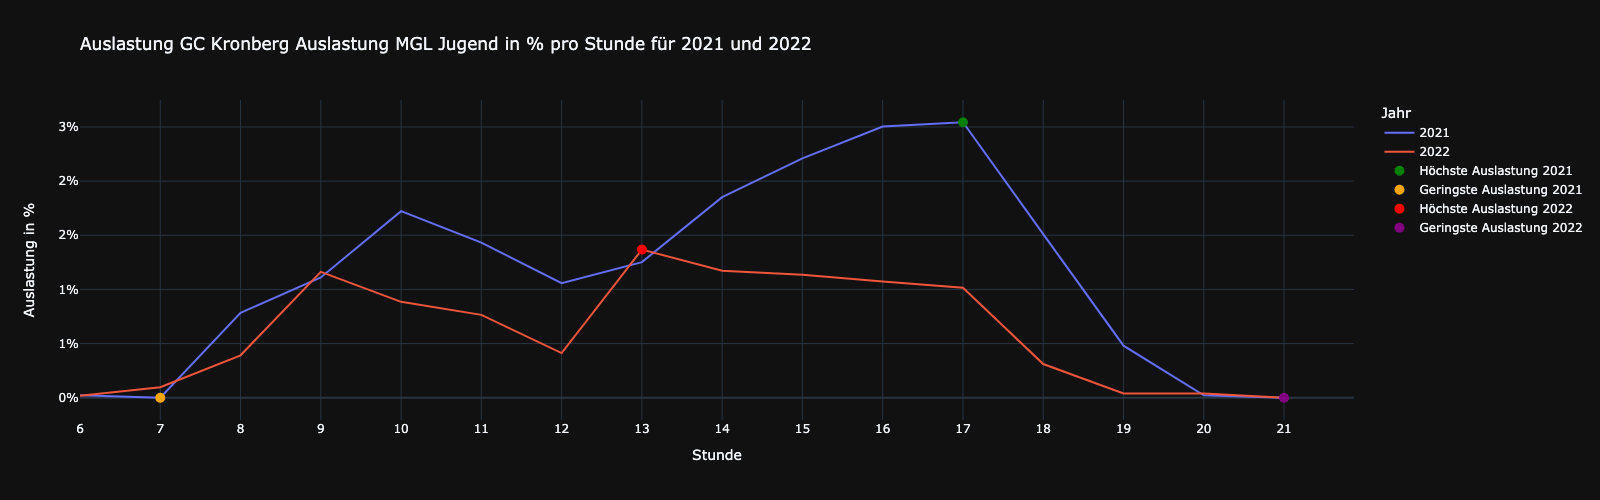 Auslastung GC Kronberg Auslastung MGL Jugend in % pro Stunde für 2021 und 2022
Auslastung in %
3%
2%
2%
1%
1%
0%
6 7 8 9 10 11 12 13 14 15 16 17 18 19 20 21
Stunde
Jahr
2021
2022
Höchste Auslastung 2021
Geringste Auslastung 2021
Höchste Auslastung 2022
Geringste Auslastung 2022